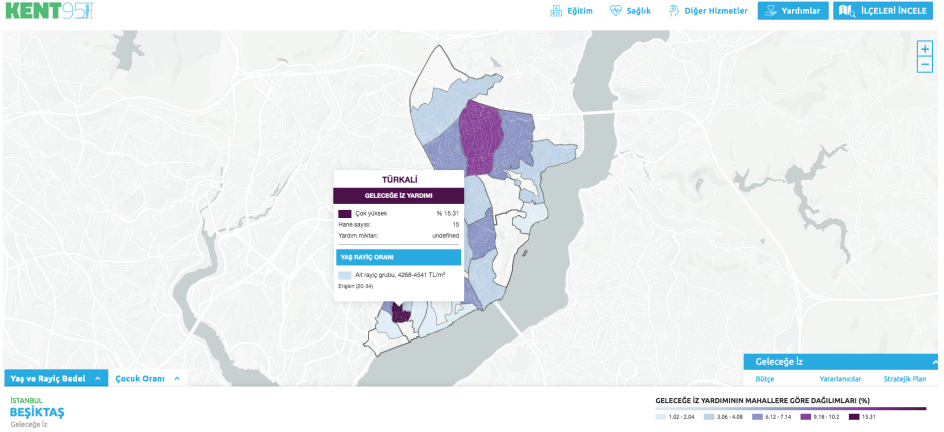 KENT95
Eğitim
Sağlık
Diğer Hizmetler
Yardımlar
İLÇELERİ İNCELE
+
−
TÜRKALİ
GELECEĞE İZ YARDIMI
Çok yüksek % 15.31
Hane sayısı: 15
Yardım miktarı: undefined
YAŞ RAYİÇ ORANI
Alt rayiç grubu, 4268-4541 TL/m²
Erişkin (20-34)
Geleceğe İz
Bütçe Yararlanıcılar Stratejik Plan
Yaş ve Rayiç Bedel
Çocuk Oranı
İSTANBUL
BEŞİKTAŞ
Geleceğe İz
GELECEĞE İZ YARDIMININ MAHALLERE GÖRE DAĞILIMLARI (%)
1.02 - 2.04 3.06 - 4.08 6.12 - 7.14 9.18 - 10.2 15.31